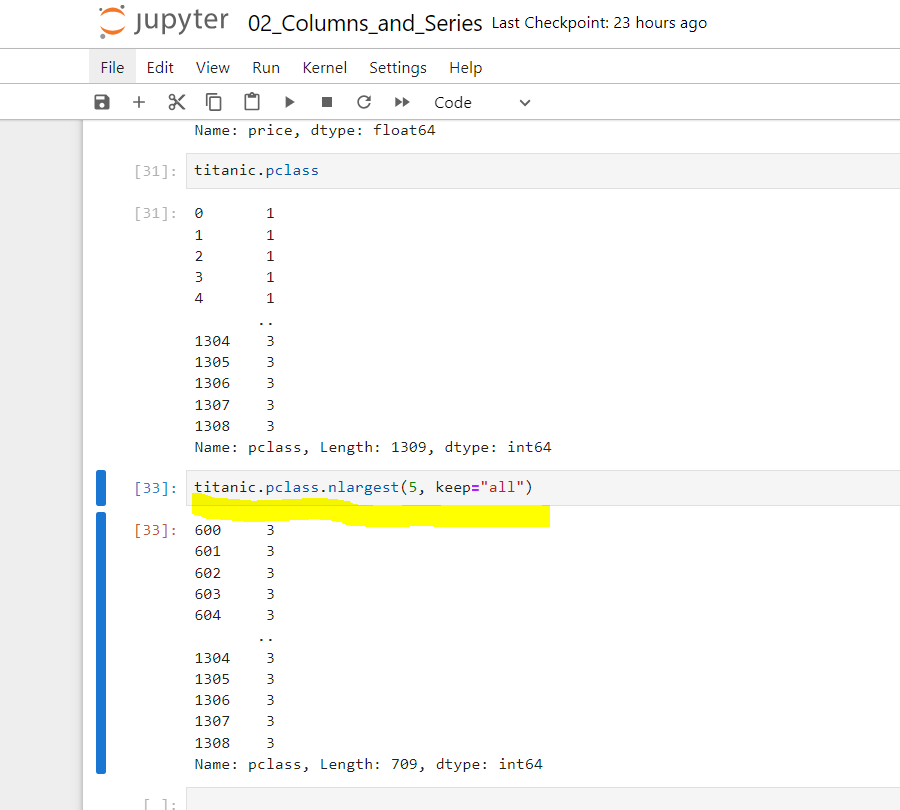 jupyter 02_Columns_and_Series Last Checkpoint: 23 hours ago
File Edit View Run Kernel Settings Help
Code
Name: price, dtype: float64
[31]: titanic.pclass
[31]: 0 1
1 1
2 1
3 1
4 1
..
1304 3
1305 3
1306 3
1307 3
1308 3
Name: pclass, Length: 1309, dtype: int64
[33]: titanic.pclass.nlargest(5, keep="all")
[33]: 600 3
601 3
602 3
603 3
604 3
..
1304 3
1305 3
1306 3
1307 3
1308 3
Name: pclass, Length: 709, dtype: int64
[ ]: